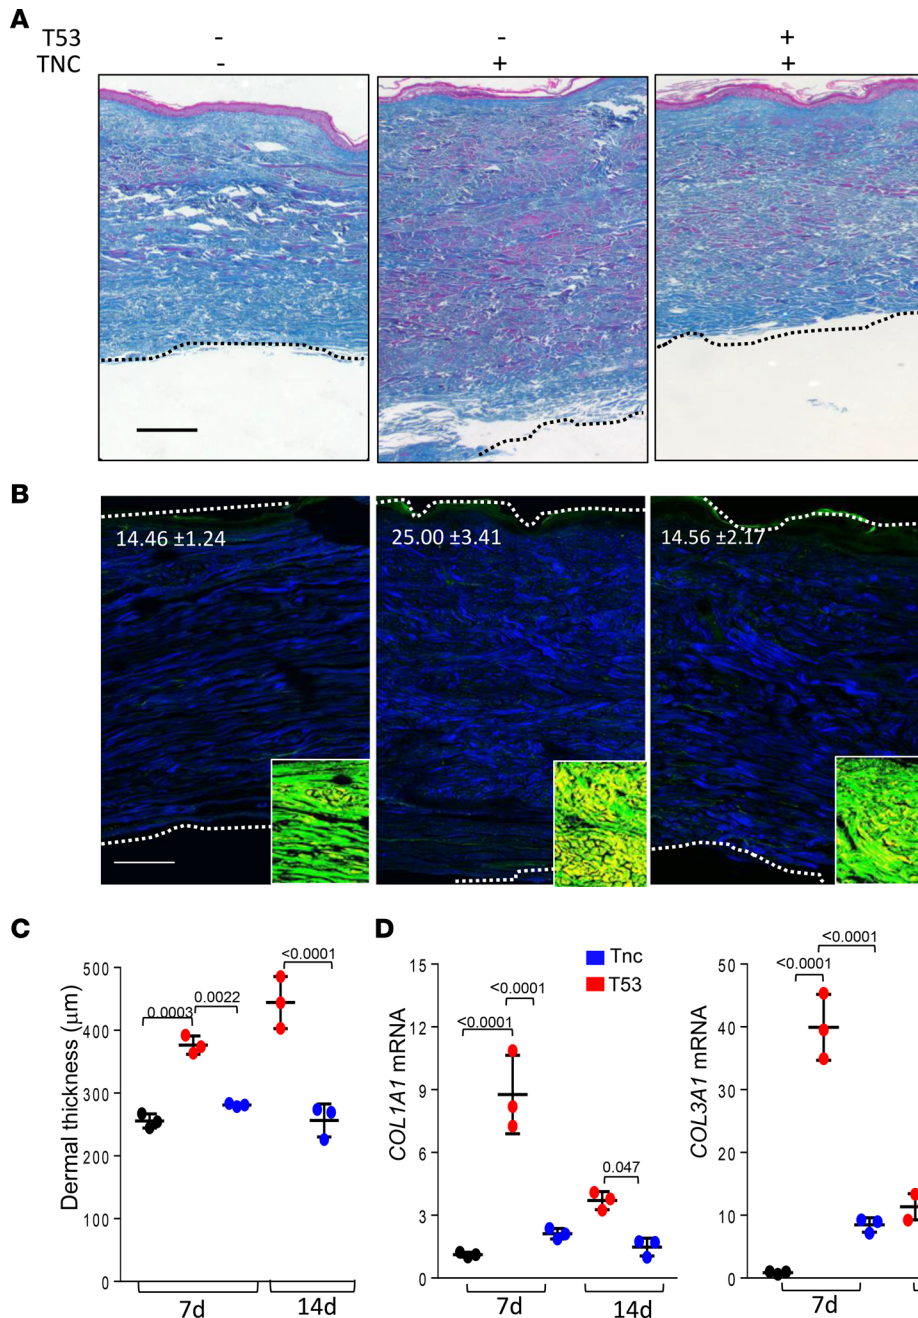 A
T53 - - +
TNC - + +
B
14.46 ±1.24 25.00 ±3.41 14.56 ±2.17
C D
Dermal thickness (μm)
500
400
300
200
100
0
0.0003
0.0022
<0.0001
7d 14d
COL1A1 mRNA
15
12
9
6
3
0
<0.0001
<0.0001
0.047
Tnc
T53
7d 14d
COL3A1 mRNA
50
40
30
20
10
0
<0.0001
<0.0001
7d